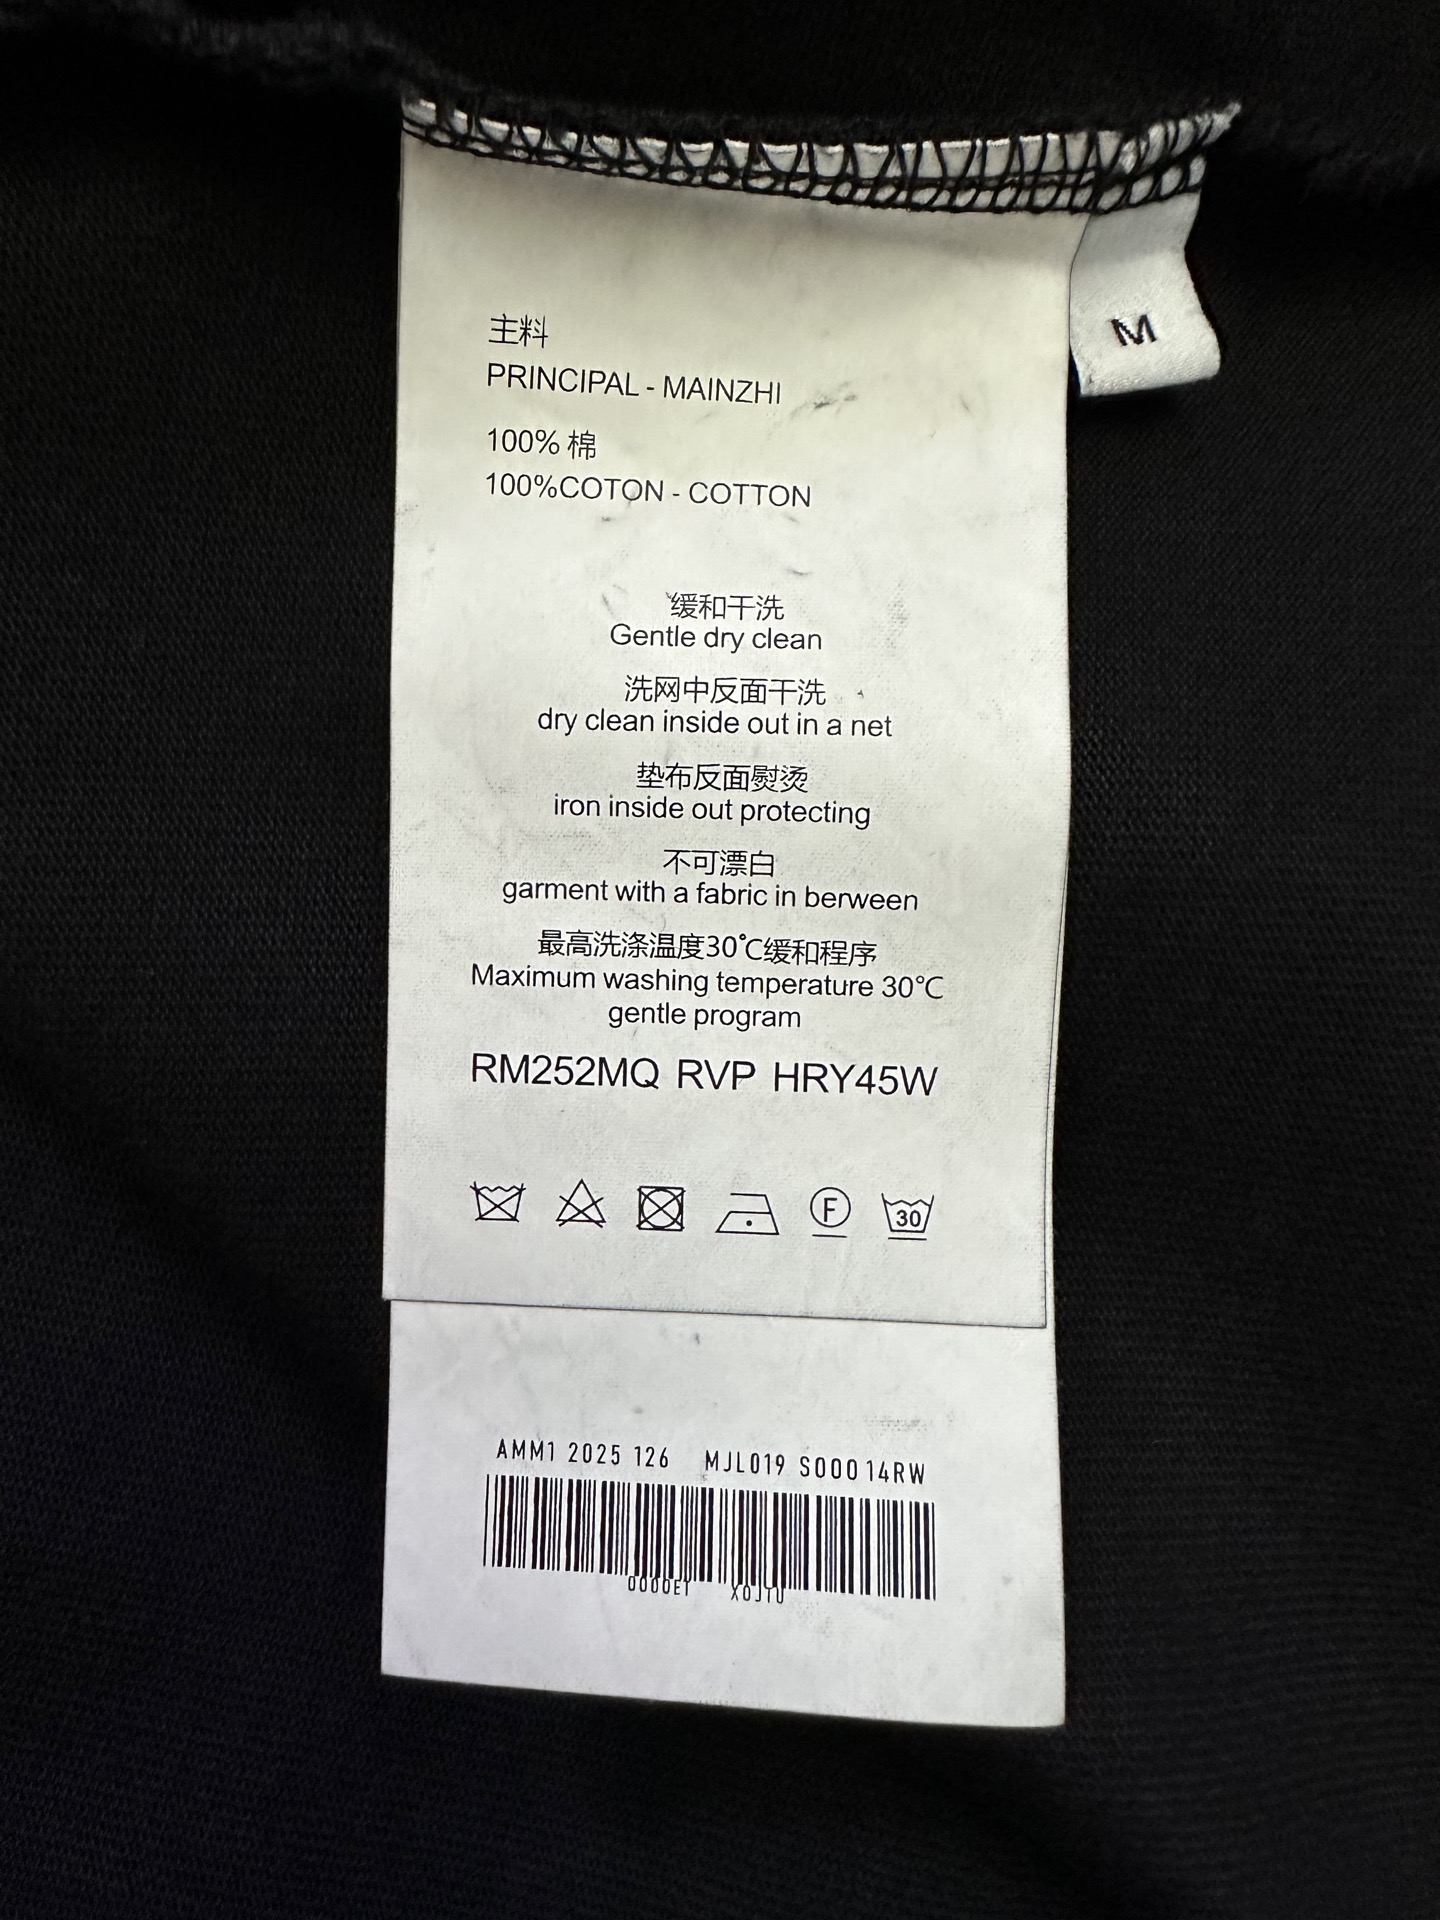 主料
PRINCIPAL - MAINZHI
M
100% 棉
100%COTON - COTTON
缓和干洗
Gentle dry clean
洗网中反面干洗
dry clean inside out in a net
垫布反面熨烫
iron inside out protecting
不可漂白
garment with a fabric in berween
最高洗涤温度30℃缓和程序
Maximum washing temperature 30℃
gentle program
RM252MQ RVP HRY45W
F
30
AMM1 2025 126 MJL019 S000 14RW